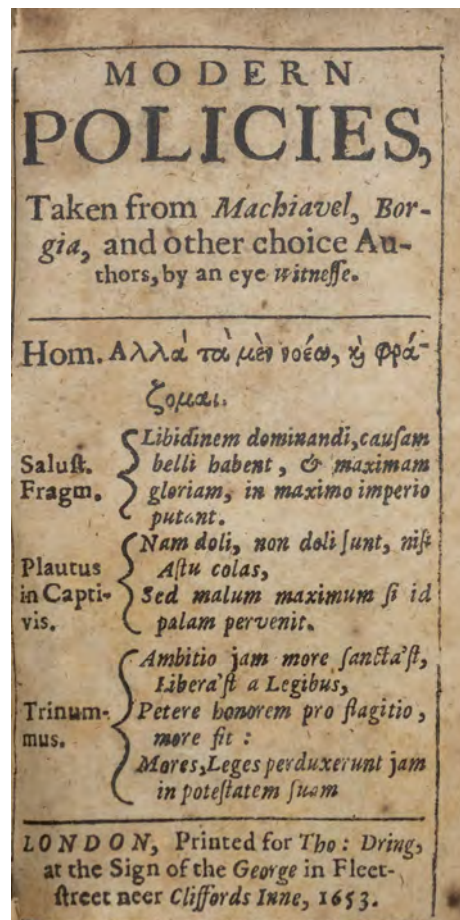 MODERN
POLICIES,
Taken from Machiavel, Bor-
gia, and other choice Au-
thors, by an eye witneſſe.
Hom. Αλλὰ τὰ μὲν νοέω, ϗ φρά-
ζομαι.
Libidinem dominandi, cauſam
Saluſt. belli habent, & maximam
Fragm. gloriam, in maximo imperio
putant.
Nam doli, non doli ſunt, niſi
Plautus Aſtu colas,
in Capti- Sed malum maximum ſi id
vis. palam pervenit.
Ambitio jam more ſancta'ſt,
Libera'ſt a Legibus,
Trinum- Petere honorem pro flagitio,
mus. more fit :
Mores, Leges perduxerunt jam
in poteſtatem ſuam
LONDON, Printed for Tho: Dring,
at the Sign of the George in Fleet-
ſtreet neer Cliffords Inne, 1653.